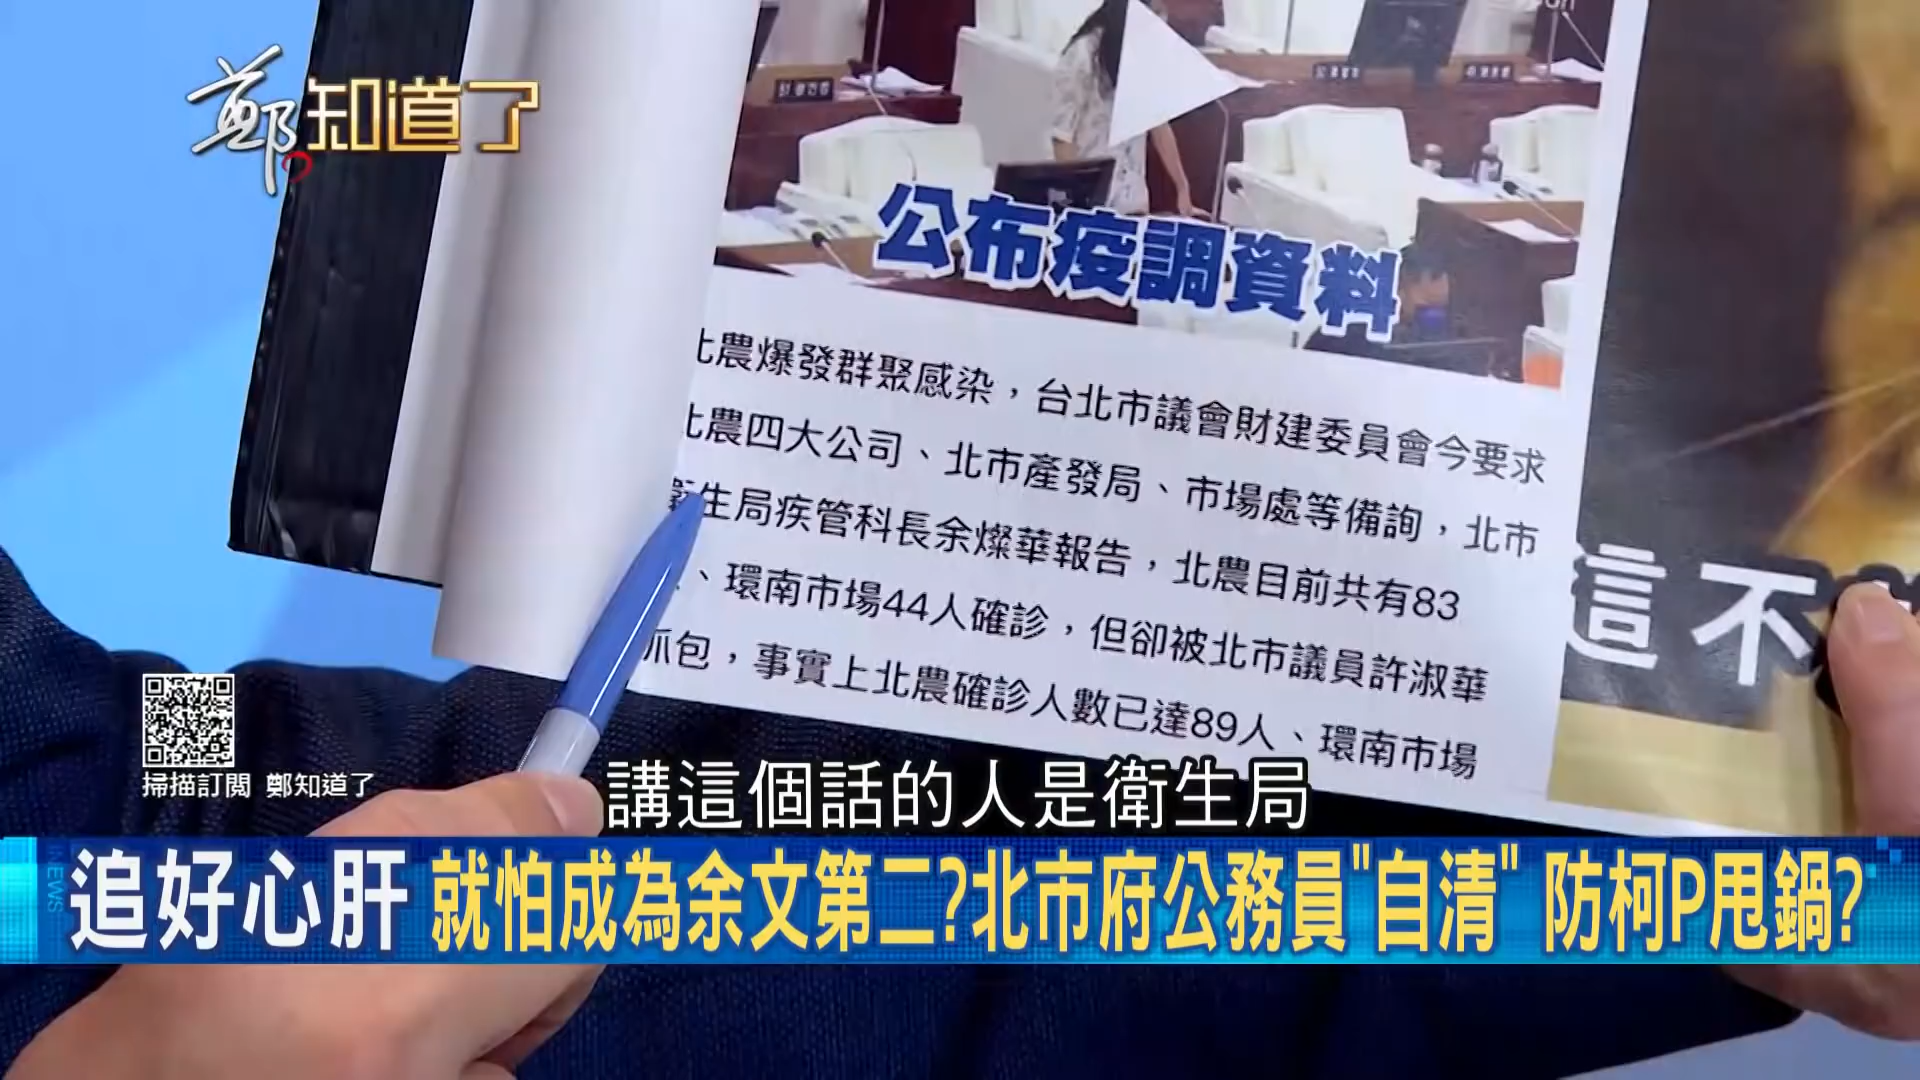 鄭知道了
公布疫調資料
北農爆發群聚感染，台北市議會財建委員會今要求
北農四大公司、北市產發局、市場處等備詢，北市
衛生局疾管科長余燦華報告，北農目前共有83
、環南市場44人確診，但卻被北市議員許淑華
抓包，事實上北農確診人數已達89人、環南市場
這不
掃描訂閱 鄭知道了
講這個話的人是衛生局
NEWS
追好心肝 就怕成為余文第二?北市府公務員"自清" 防柯P甩鍋?